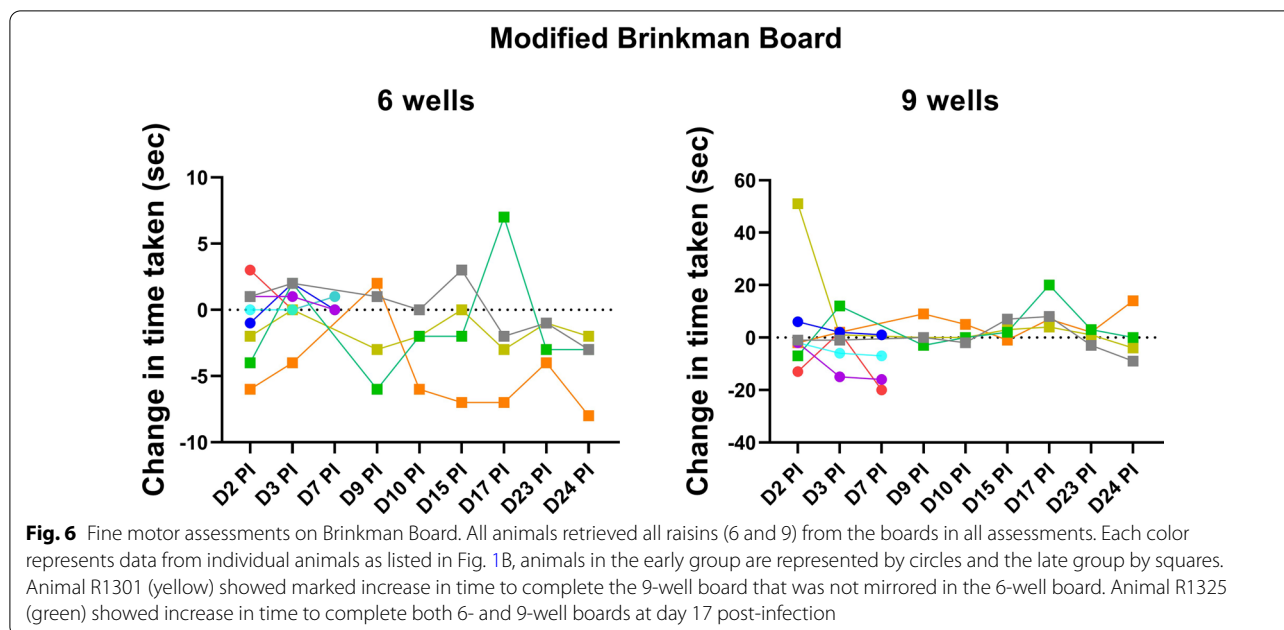 Modified Brinkman Board
6 wells
9 wells
Change in time taken (sec)
10
5
0
-5
-10
D2 PI
D3 PI
D7 PI
D9 PI
D10 PI
D15 PI
D17 PI
D23 PI
D24 PI
Change in time taken (sec)
60
40
20
0
-20
-40
D2 PI
D3 PI
D7 PI
D9 PI
D10 PI
D15 PI
D17 PI
D23 PI
D24 PI
Fig. 6 Fine motor assessments on Brinkman Board. All animals retrieved all raisins (6 and 9) from the boards in all assessments. Each color
represents data from individual animals as listed in Fig. 1B, animals in the early group are represented by circles and the late group by squares.
Animal R1301 (yellow) showed marked increase in time to complete the 9-well board that was not mirrored in the 6-well board. Animal R1325
(green) showed increase in time to complete both 6- and 9-well boards at day 17 post-infection